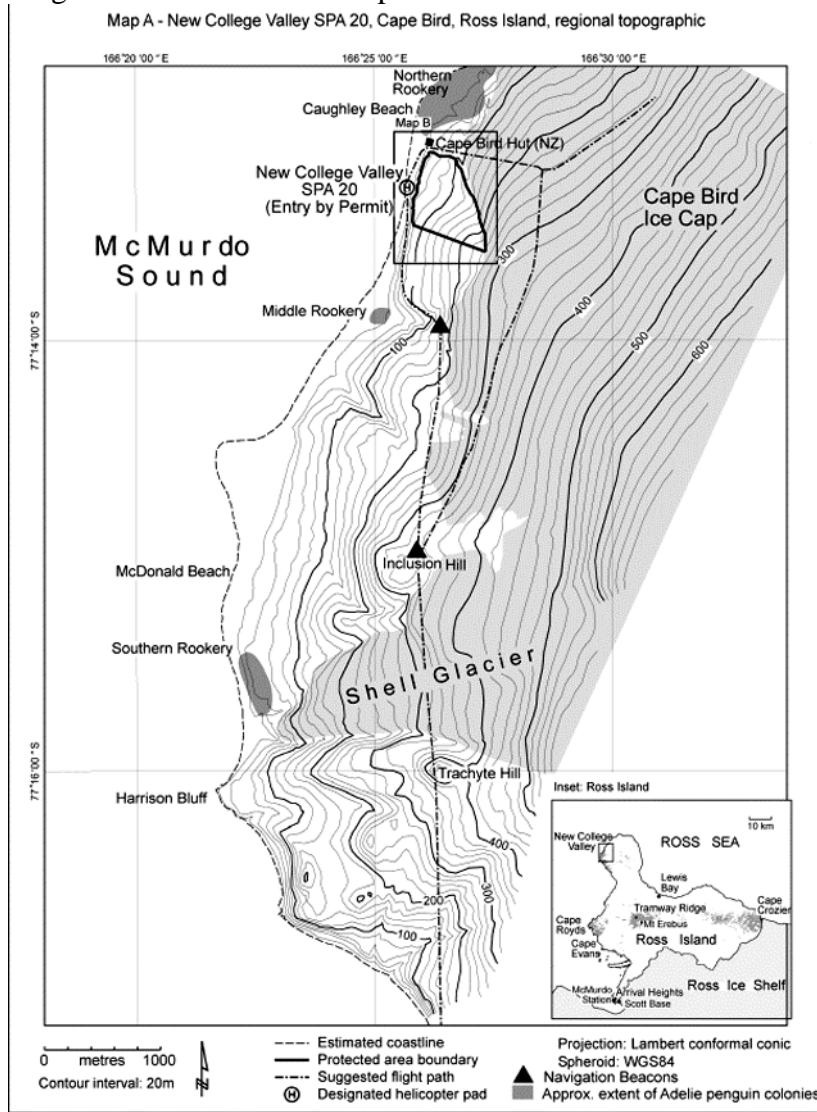 Map A - New College Valley SPA 20, Cape Bird, Ross Island, regional topographic
166°20'00"E
166°25'00"E
166°30'00"E
Northern
Rookery
Caughley Beach
Map B
Cape Bird Hut (NZ)
New College Valley
SPA 20
(Entry by Permit)
H
Cape Bird
Ice Cap
McMurdo
Sound
300
400
500
600
Middle Rookery
100
77°14'00"S
McDonald Beach
Inclusion Hill
Southern Rookery
Shell Glacier
77°16'00"S
Trachyte Hill
Harrison Bluff
400
300
200
100
Inset: Ross Island
10 km
New College
Valley
ROSS SEA
Lewis
Bay
Tramway Ridge
Cape
Crozier
Mt Erebus
Cape
Royds
Ross Island
Cape
Evans
Ross Ice Shelf
McMurdo
Station
Arrival Heights
Scott Base
0 metres 1000
Contour interval: 20m
N
Estimated coastline
Protected area boundary
Suggested flight path
H Designated helicopter pad
Projection: Lambert conformal conic
Spheroid: WGS84
Navigation Beacons
Approx. extent of Adelie penguin colonies